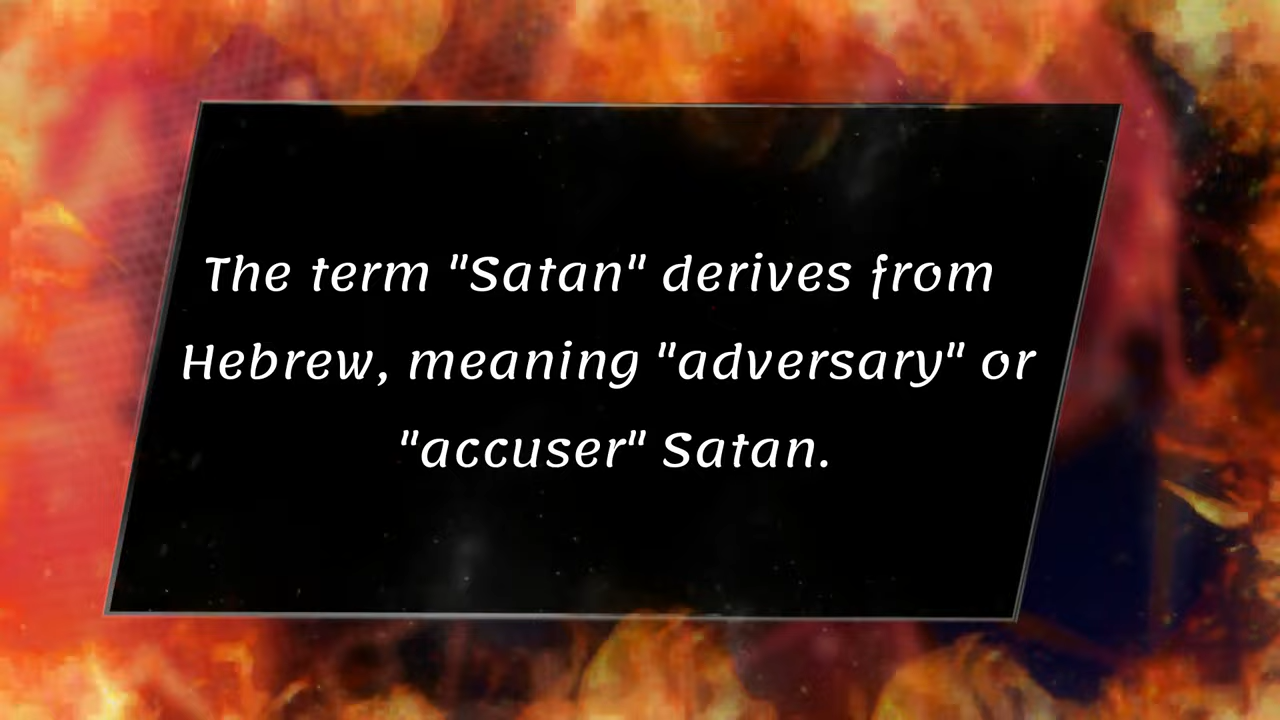 The term "Satan" derives from
Hebrew, meaning "adversary" or
"accuser" Satan.